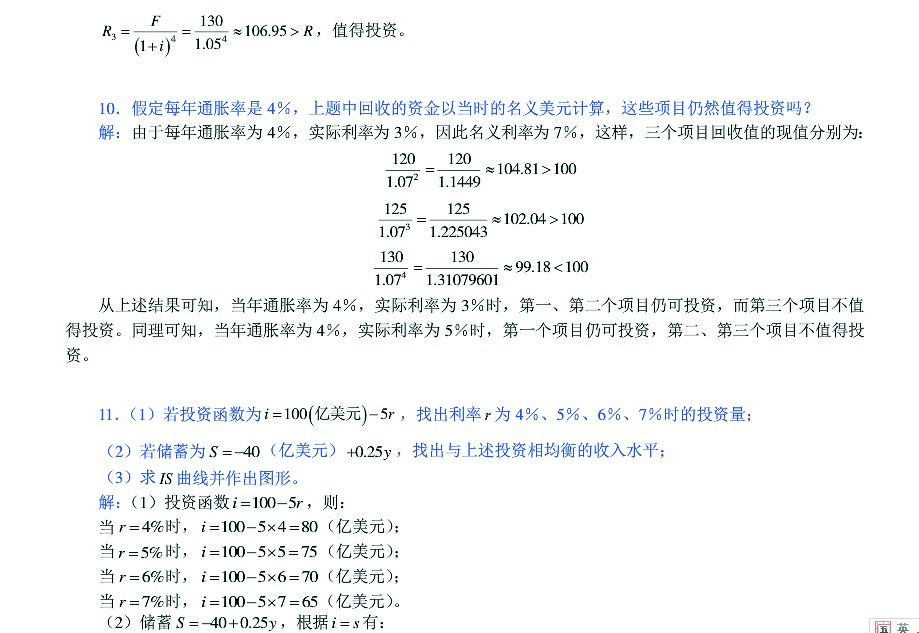 R₃ = F/(1+i)⁴ = 130/1.05⁴ ≈ 106.95 > R，值得投资。
10．假定每年通胀率是 4%，上题中回收的资金以当时的名义美元计算，这些项目仍然值得投资吗？
解：由于每年通胀率为 4%，实际利率为 3%，因此名义利率为 7%，这样，三个项目回收值的现值分别为：
120/1.07² = 120/1.1449 ≈ 104.81 > 100
125/1.07³ = 125/1.225043 ≈ 102.04 > 100
130/1.07⁴ = 130/1.31079601 ≈ 99.18 < 100
从上述结果可知，当年通胀率为 4%，实际利率为 3%时，第一、第二个项目仍可投资，而第三个项目不值
得投资。同理可知，当年通胀率为 4%，实际利率为 5%时，第一个项目仍可投资，第二、第三个项目不值得投
资。
11．（1）若投资函数为 i = 100(亿美元) − 5r ，找出利率 r 为 4%、5%、6%、7%时的投资量；
（2）若储蓄为 S = −40（亿美元）+0.25y ，找出与上述投资相均衡的收入水平；
（3）求 IS 曲线并作出图形。
解：（1）投资函数 i = 100−5r ，则：
当 r = 4%时， i = 100−5×4 = 80（亿美元）；
当 r = 5%时， i = 100−5×5 = 75（亿美元）；
当 r = 6%时， i = 100−5×6 = 70（亿美元）；
当 r = 7%时， i = 100−5×7 = 65（亿美元）。
（2）储蓄 S = −40+0.25y ，根据 i = s 有：
英